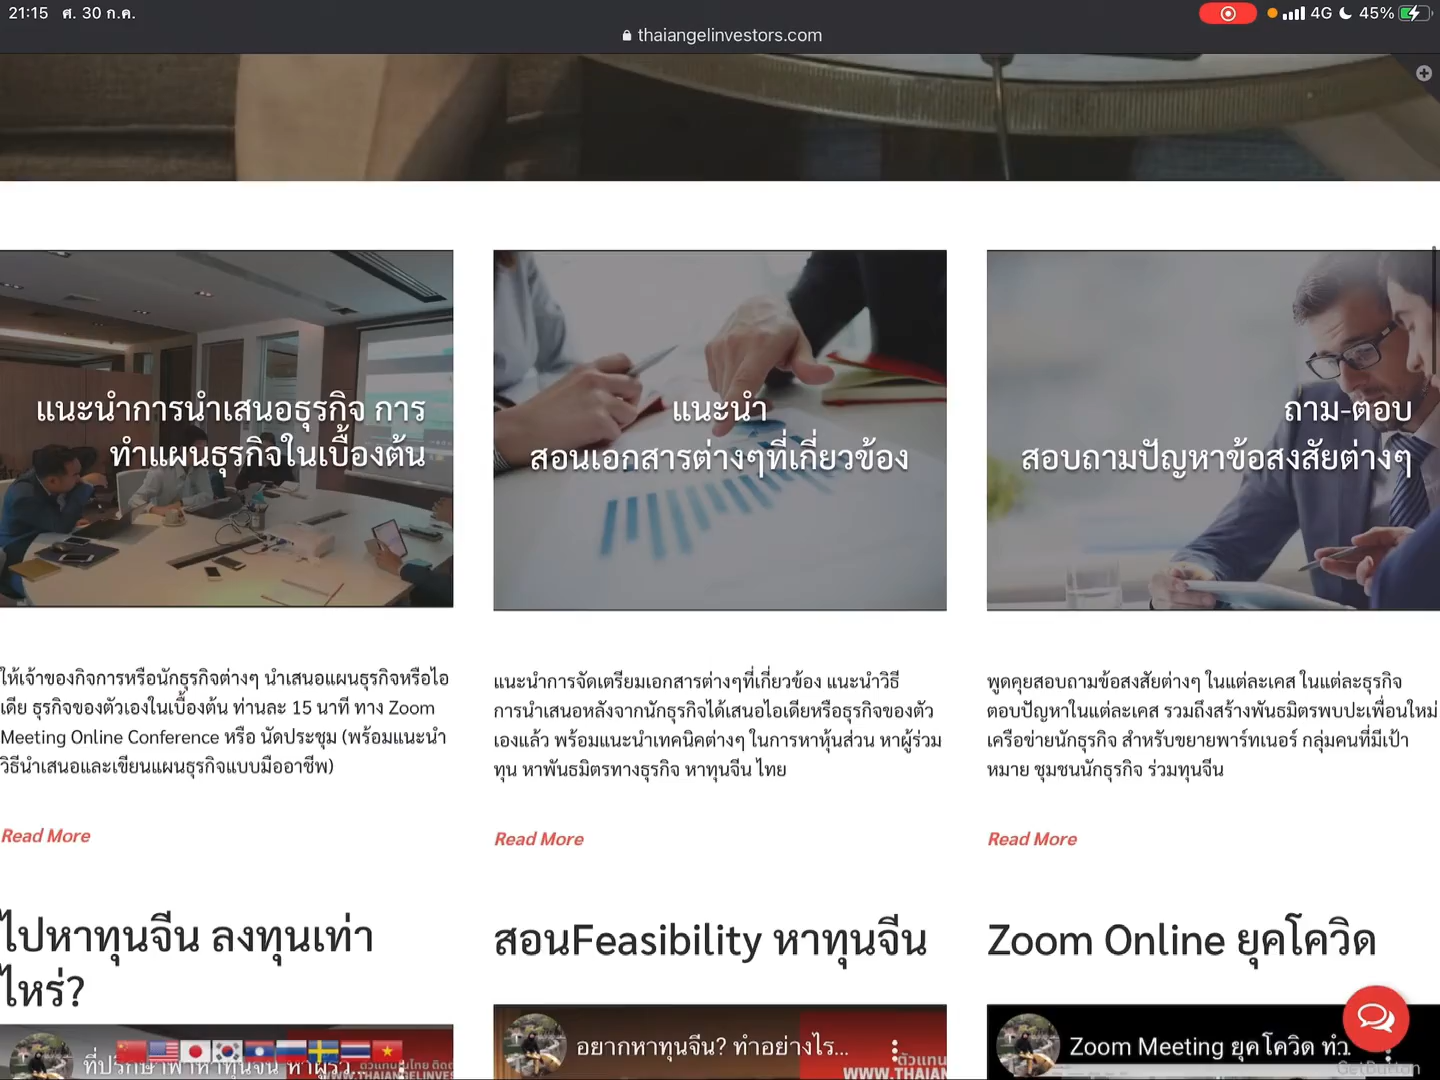 21:15 ศ. 30 ก.ค.
4G 45%
thaiangelinvestors.com
แนะนำการนำเสนอธุรกิจ การ
ทำแผนธุรกิจในเบื้องต้น
แนะนำ
สอนเอกสารต่างๆที่เกี่ยวข้อง
ถาม-ตอบ
สอบถามปัญหาข้อสงสัยต่างๆ
ให้เจ้าของกิจการหรือนักธุรกิจต่างๆ นำเสนอแผนธุรกิจหรือไอ
เดีย ธุรกิจของตัวเองในเบื้องต้น ท่านละ 15 นาที ทาง Zoom
Meeting Online Conference หรือ นัดประชุม (พร้อมแนะนำ
วิธีนำเสนอและเขียนแผนธุรกิจแบบมืออาชีพ)
Read More
แนะนำการจัดเตรียมเอกสารต่างๆที่เกี่ยวข้อง แนะนำวิธี
การนำเสนอหลังจากนักธุรกิจได้เสนอไอเดียหรือธุรกิจของตัว
เองแล้ว พร้อมแนะนำเทคนิคต่างๆ ในการหาหุ้นส่วน หาผู้ร่วม
ทุน หาพันธมิตรทางธุรกิจ หาทุนจีน ไทย
Read More
พูดคุยสอบถามข้อสงสัยต่างๆ ในแต่ละเคส ในแต่ละธุรกิจ
ตอบปัญหาในแต่ละเคส รวมถึงสร้างพันธมิตรพบปะเพื่อนใหม่
เครือข่ายนักธุรกิจ สำหรับขยายพาร์ทเนอร์ กลุ่มคนที่มีเป้า
หมาย ชุมชนนักธุรกิจ ร่วมทุนจีน
Read More
ไปหาทุนจีน ลงทุนเท่า
ไหร่?
สอนFeasibility หาทุนจีน
Zoom Online ยุคโควิด
ที่ปรึกษาพาหาทุนจีน หาผู้ร่ว...
อยากหาทุนจีน? ทำอย่างไร...
ตัวแทน
WWW.THAIAN
Zoom Meeting ยุคโควิด ทำ...
GetButton